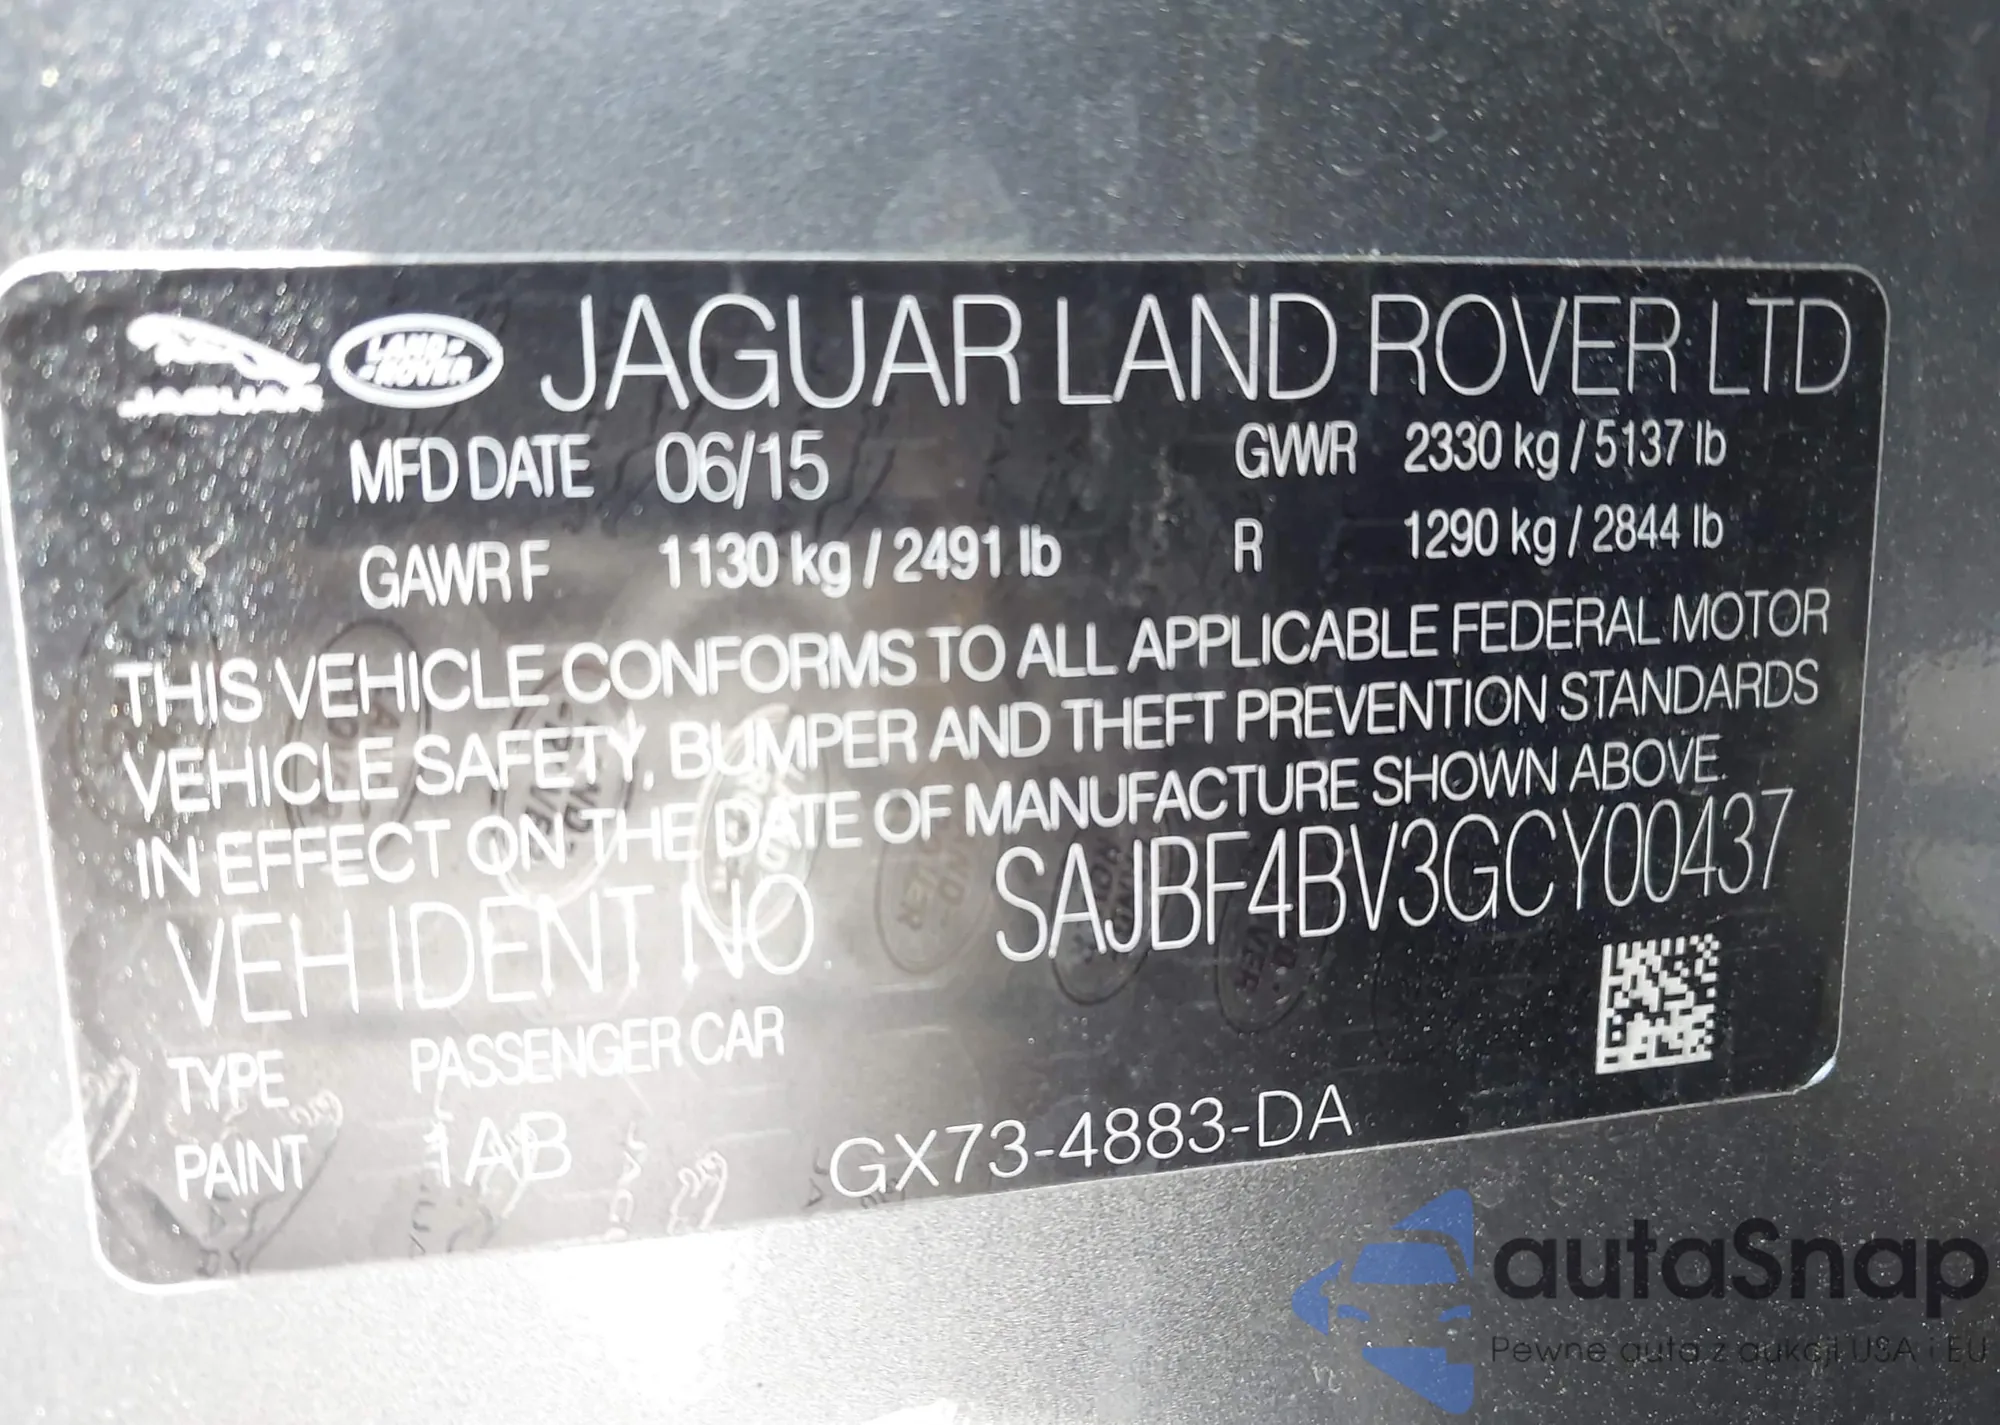 JAGUAR LAND-ROVER JAGUAR LAND ROVER LTD
MFD DATE 06/15 GVWR 2330 kg / 5137 lb
GAWR F 1130 kg / 2491 lb R 1290 kg / 2844 lb
THIS VEHICLE CONFORMS TO ALL APPLICABLE FEDERAL MOTOR
VEHICLE SAFETY, BUMPER AND THEFT PREVENTION STANDARDS
IN EFFECT ON THE DATE OF MANUFACTURE SHOWN ABOVE.
VEH IDENT NO. SAJBF4BV3GCY00437
TYPE PASSENGER CAR
PAINT 1AB GX73-4883-DA
autaSnap
Pewne auta z aukcji USA i EU